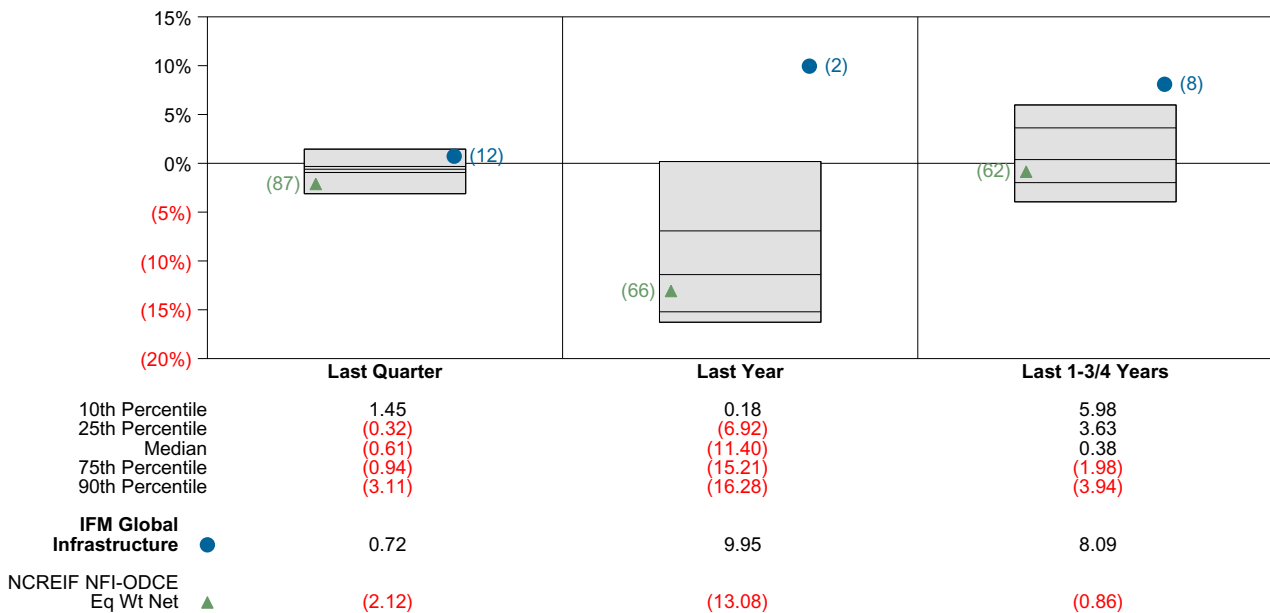 15%
10%
5%
0%
(5%)
(10%)
(15%)
(20%)
(12)
(87)
(2)
(66)
(8)
(62)
Last Quarter Last Year Last 1-3/4 Years
10th Percentile 1.45 0.18 5.98
25th Percentile (0.32) (6.92) 3.63
Median (0.61) (11.40) 0.38
75th Percentile (0.94) (15.21) (1.98)
90th Percentile (3.11) (16.28) (3.94)
IFM Global
Infrastructure 0.72 9.95 8.09
NCREIF NFI-ODCE
Eq Wt Net (2.12) (13.08) (0.86)